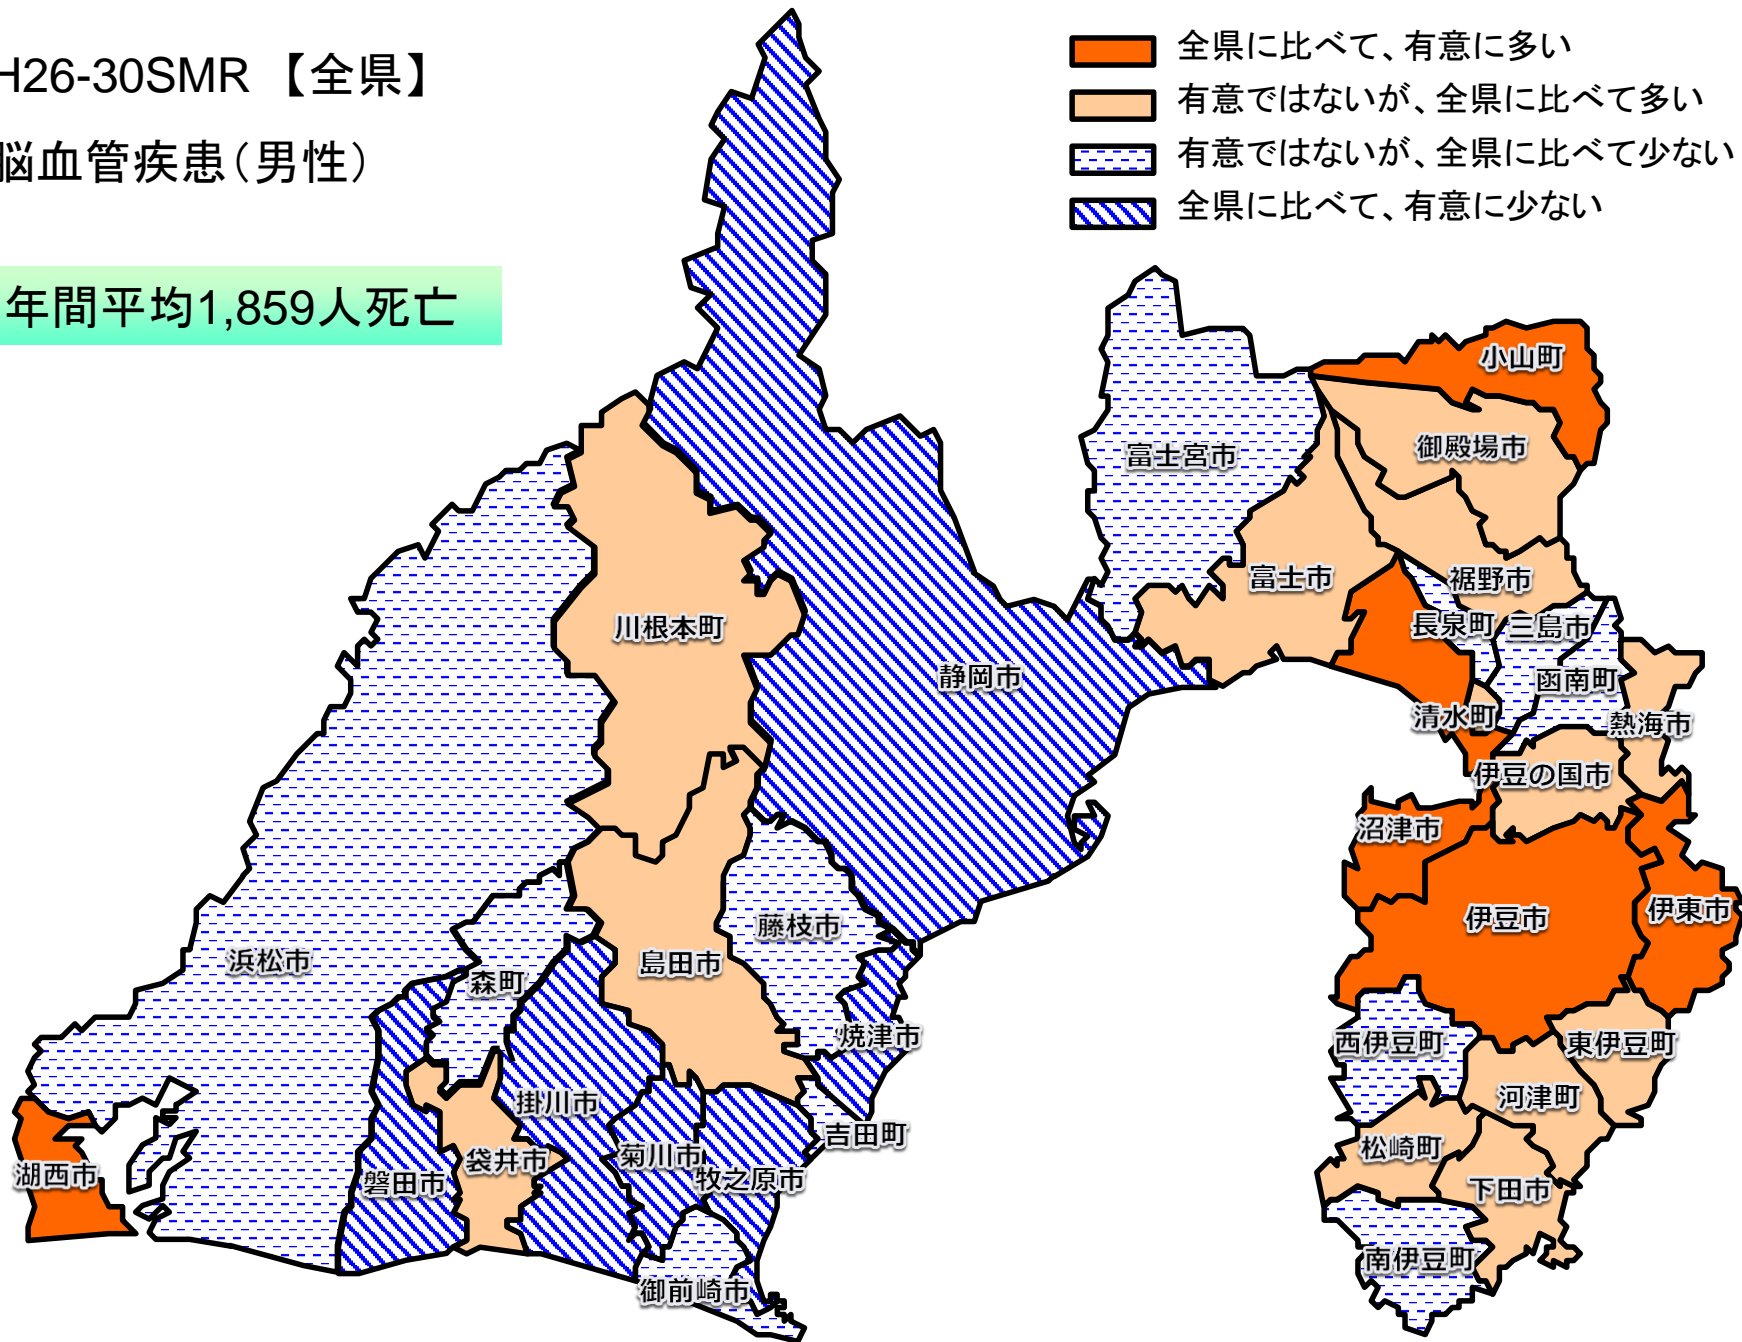 H26-30SMR 【全県】
脳血管疾患(男性)
年間平均1,859人死亡
全県に比べて、有意に多い
有意ではないが、全県に比べて多い
有意ではないが、全県に比べて少ない
全県に比べて、有意に少ない
小山町
御殿場市
富士宮市
富士市
裾野市
長泉町
三島市
函南町
清水町
熱海市
伊豆の国市
沼津市
伊豆市
伊東市
西伊豆町
東伊豆町
河津町
松崎町
下田市
南伊豆町
川根本町
静岡市
藤枝市
島田市
焼津市
浜松市
森町
掛川市
吉田町
菊川市
牧之原市
袋井市
磐田市
湖西市
御前崎市